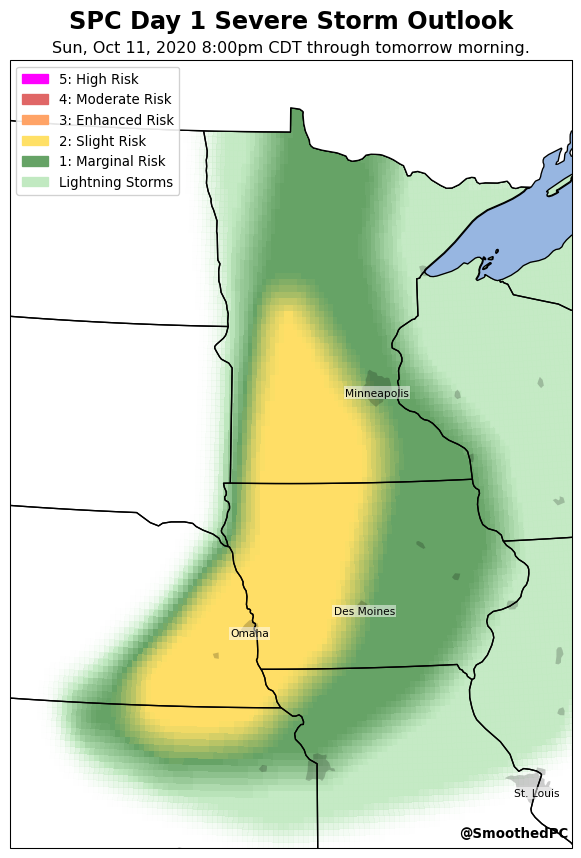 SPC Day 1 Severe Storm Outlook
Sun, Oct 11, 2020 8:00pm CDT through tomorrow morning.
5: High Risk
4: Moderate Risk
3: Enhanced Risk
2: Slight Risk
1: Marginal Risk
Lightning Storms
Minneapolis
Des Moines
Omaha
St. Louis
@SmoothedPC